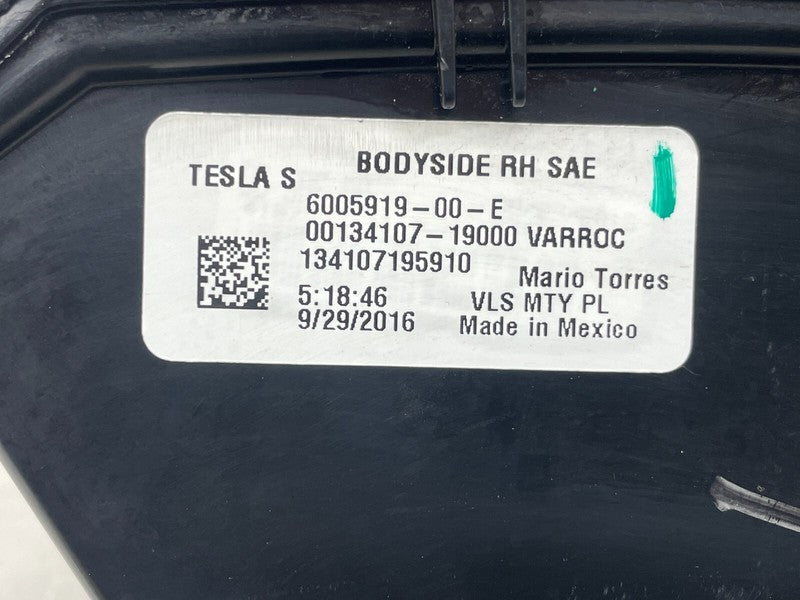 BODYSIDE RH SAE
TESLA S
6005919-00-E
00134107-19000 VARROC
134107195910
Mario Torres
5:18:46
VLS MTY PL
9/29/2016
Made in Mexico